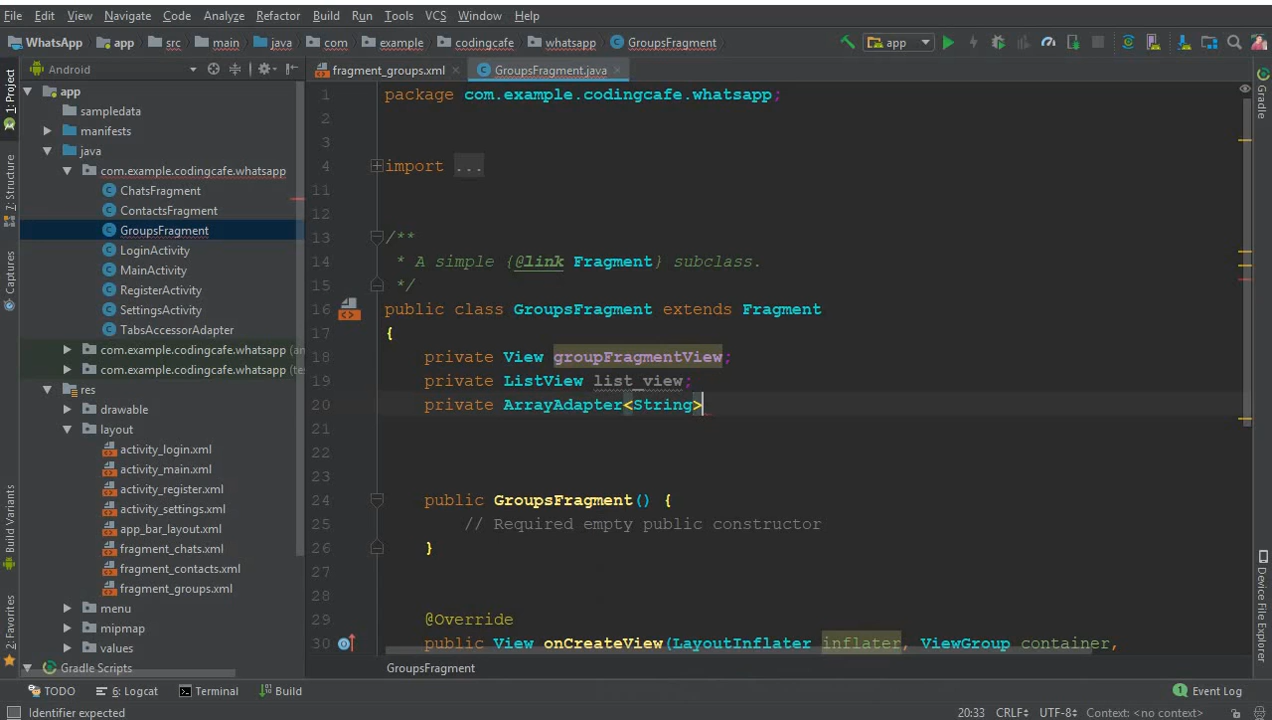 File Edit View Navigate Code Analyze Refactor Build Run Tools VCS Window Help
WhatsApp app src main java com example codingcafe whatsapp GroupsFragment app
1: Project
7: Structure
Captures
Build Variants
2: Favorites
Android
app
sampledata
manifests
java
com.example.codingcafe.whatsapp
ChatsFragment
ContactsFragment
GroupsFragment
LoginActivity
MainActivity
RegisterActivity
SettingsActivity
TabsAccessorAdapter
com.example.codingcafe.whatsapp (an
com.example.codingcafe.whatsapp (te
res
drawable
layout
activity_login.xml
activity_main.xml
activity_register.xml
activity_settings.xml
app_bar_layout.xml
fragment_chats.xml
fragment_contacts.xml
fragment_groups.xml
menu
mipmap
values
Gradle Scripts
fragment_groups.xml GroupsFragment.java
1 package com.example.codingcafe.whatsapp;
2
3
4 import ...
11
12
13 /**
14 * A simple {@link Fragment} subclass.
15 */
16 public class GroupsFragment extends Fragment
17 {
18 private View groupFragmentView;
19 private ListView list_view;
20 private ArrayAdapter<String>
21
22
23
24 public GroupsFragment() {
25 // Required empty public constructor
26 }
27
28
29 @Override
30 public View onCreateView(LayoutInflater inflater, ViewGroup container,
GroupsFragment
Gradle
Device File Explorer
TODO 6: Logcat Terminal Build Event Log
Identifier expected 20:33 CRLF UTF-8 Context: <no context>